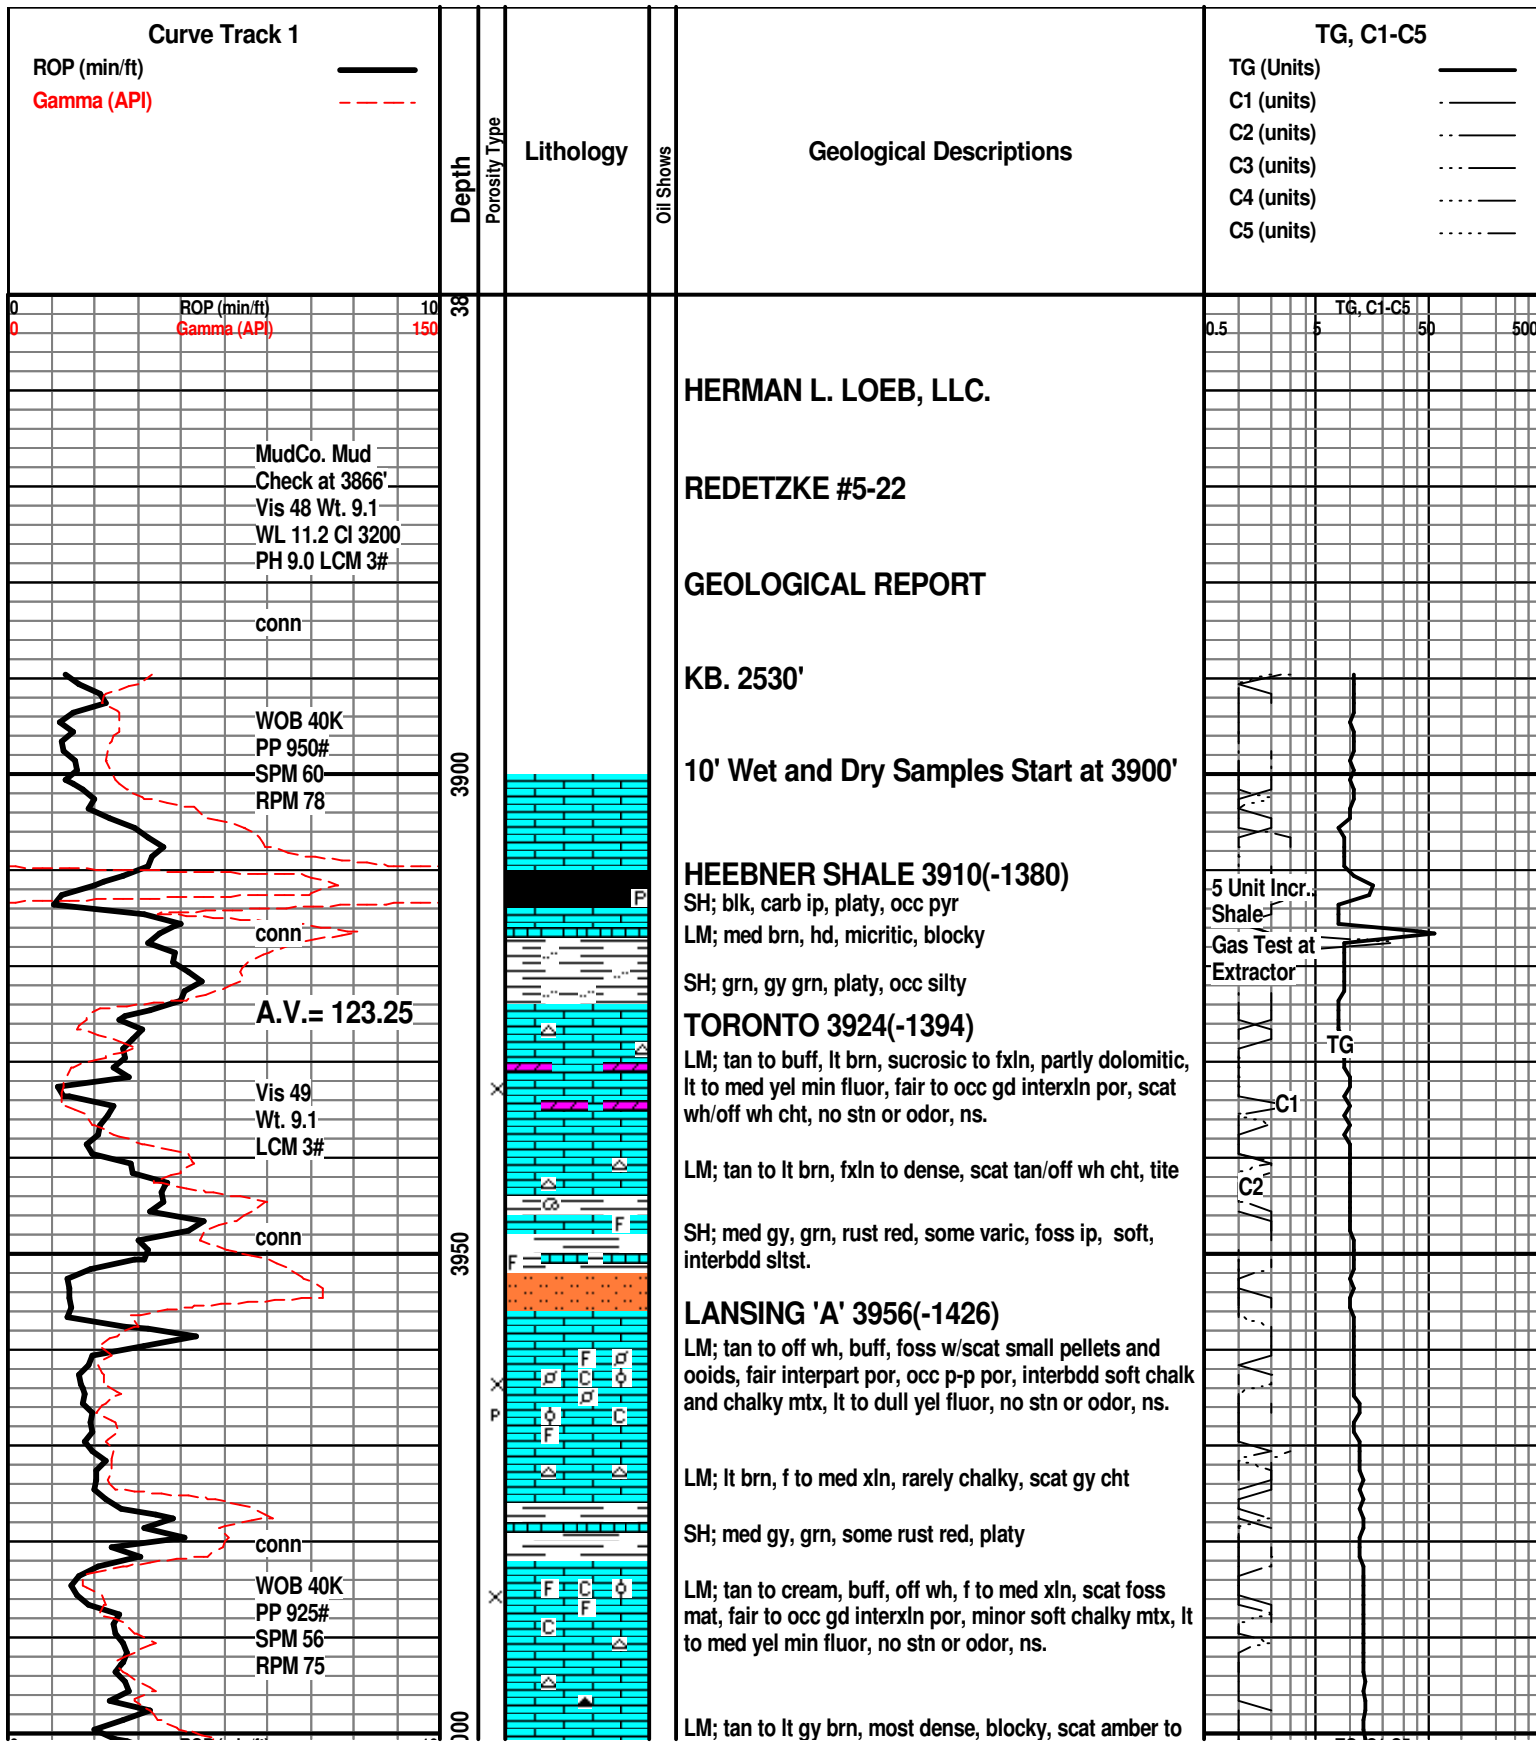 Curve Track 1
ROP (min/ft)
Gamma (API)
Depth
Porosity Type
Lithology
Oil Shows
Geological Descriptions
TG, C1-C5
TG (Units)
C1 (units)
C2 (units)
C3 (units)
C4 (units)
C5 (units)
0 ROP (min/ft) 10
0 Gamma (API) 150
38
TG, C1-C5
0.5 5 50 500
HERMAN L. LOEB, LLC.
MudCo. Mud
Check at 3866'
Vis 48 Wt. 9.1
WL 11.2 Cl 3200
PH 9.0 LCM 3#
REDETZKE #5-22
GEOLOGICAL REPORT
conn
KB. 2530'
WOB 40K
PP 950#
SPM 60
RPM 78
3900
10' Wet and Dry Samples Start at 3900'
HEEBNER SHALE 3910(-1380)
P
SH; blk, carb ip, platy, occ pyr
5 Unit Incr..
Shale
conn
LM; med brn, hd, micritic, blocky
Gas Test at
Extractor
SH; grn, gy grn, platy, occ silty
A.V.= 123.25
TORONTO 3924(-1394)
TG
LM; tan to buff, lt brn, sucrosic to fxln, partly dolomitic,
lt to med yel min fluor, fair to occ gd interxln por, scat
wh/off wh cht, no stn or odor, ns.
Vis 49
Wt. 9.1
LCM 3#
C1
LM; tan to lt brn, fxln to dense, scat tan/off wh cht, tite
C2
F
conn
SH; med gy, grn, rust red, some varic, foss ip, soft,
interbdd sltst.
3950
F
LANSING 'A' 3956(-1426)
LM; tan to off wh, buff, foss w/scat small pellets and
ooids, fair interpart por, occ p-p por, interbdd soft chalk
and chalky mtx, lt to dull yel fluor, no stn or odor, ns.
F
C
P
C
F
LM; lt brn, f to med xln, rarely chalky, scat gy cht
SH; med gy, grn, some rust red, platy
conn
WOB 40K
PP 925#
SPM 56
RPM 75
F C
F
C
LM; tan to cream, buff, off wh, f to med xln, scat foss
mat, fair to occ gd interxln por, minor soft chalky mtx, lt
to med yel min fluor, no stn or odor, ns.
LM; tan to lt gy brn, most dense, blocky, scat amber to